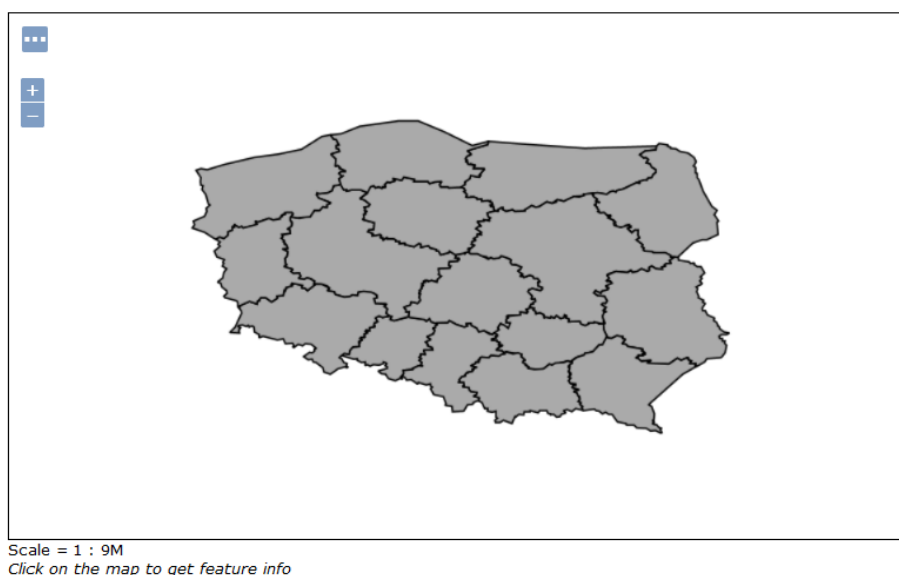 +
−
Scale = 1 : 9M
Click on the map to get feature info